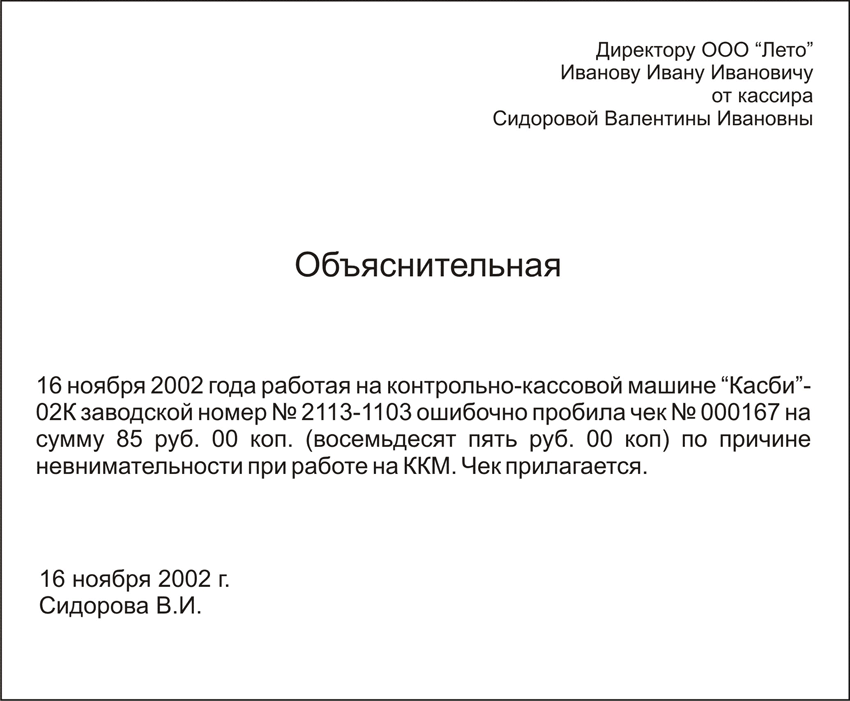 Директору ООО “Лето”
Иванову Ивану Ивановичу
от кассира
Сидоровой Валентины Ивановны
Объяснительная
16 ноября 2002 года работая на контрольно-кассовой машине “Касби”-
02К заводской номер № 2113-1103 ошибочно пробила чек № 000167 на
сумму 85 руб. 00 коп. (восемьдесят пять руб. 00 коп) по причине
невнимательности при работе на ККМ. Чек прилагается.
16 ноября 2002 г.
Сидорова В.И.